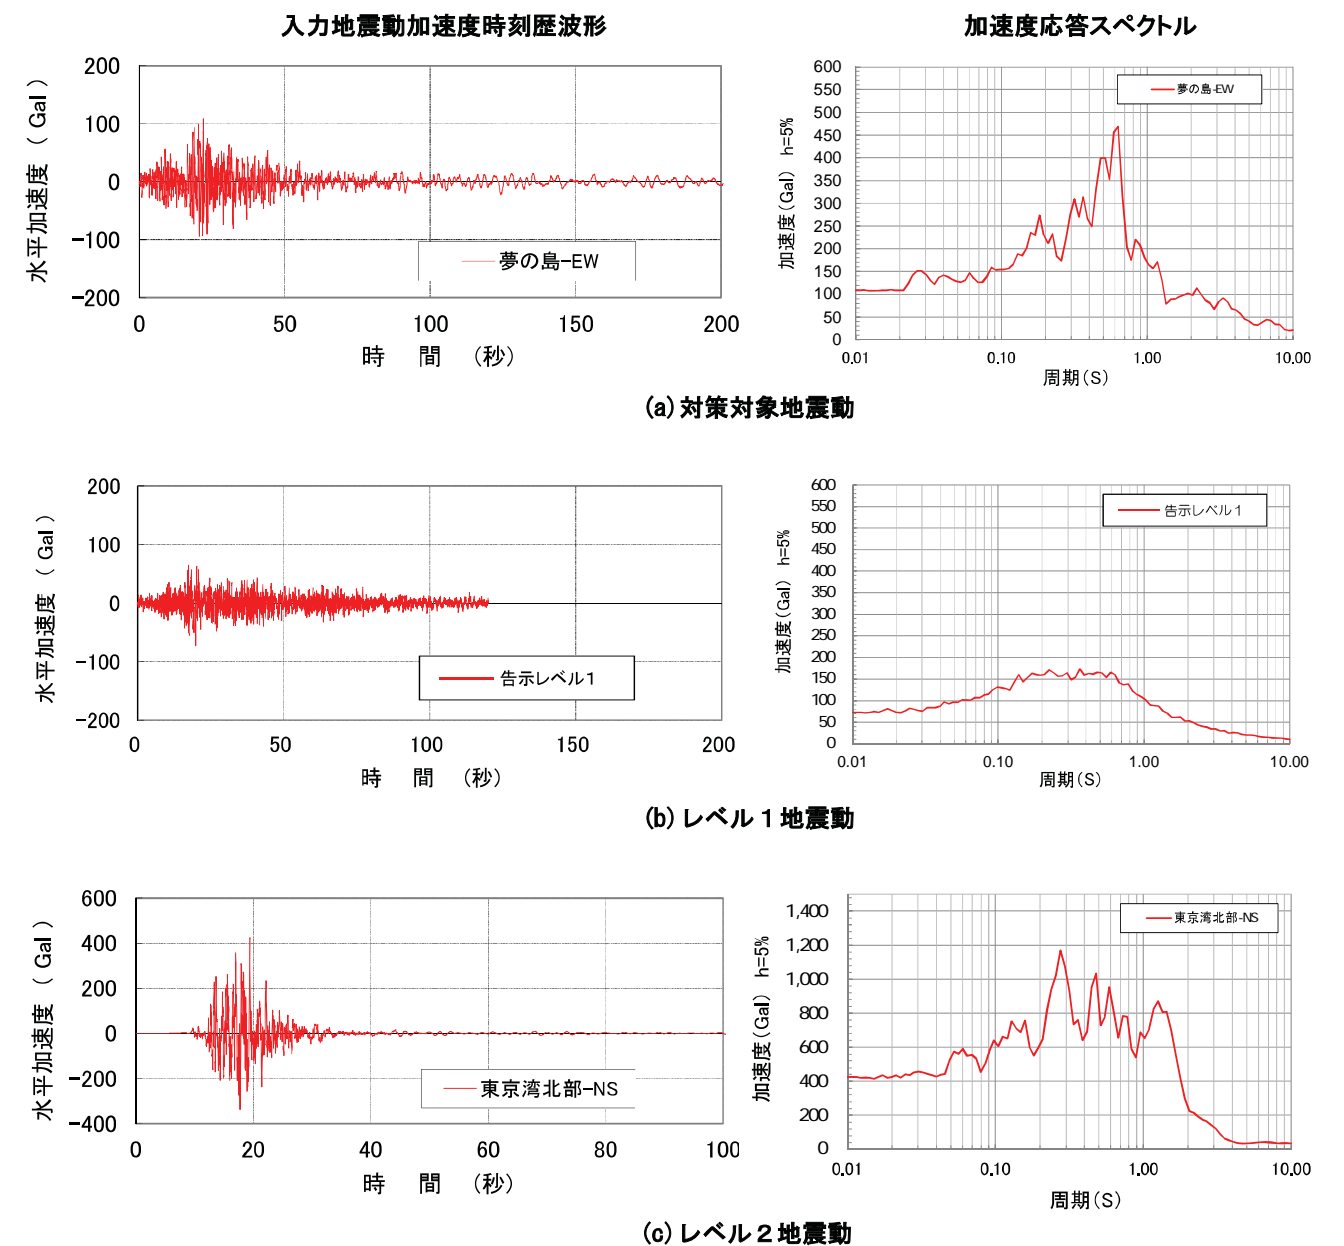 入力地震動加速度時刻歴波形
加速度応答スペクトル
水平加速度 ( Gal )
200
100
0
-100
-200
夢の島-EW
0 50 100 150 200
時 間 (秒)
加速度(Gal) h=5%
600
550
500
450
400
350
300
250
200
150
100
50
0
夢の島-EW
0.01 0.10 1.00 10.00
周期(S)
(a)対策対象地震動
水平加速度 ( Gal )
200
100
0
-100
-200
告示レベル1
0 50 100 150 200
時 間 (秒)
加速度(Gal) h=5%
600
550
500
450
400
350
300
250
200
150
100
50
0
告示レベル1
0.01 0.10 1.00 10.00
周期(S)
(b)レベル1地震動
水平加速度 ( Gal )
600
400
200
0
-200
-400
東京湾北部-NS
0 20 40 60 80 100
時 間 (秒)
加速度(Gal) h=5%
1,400
1,200
1,000
800
600
400
200
0
東京湾北部-NS
0.01 0.10 1.00 10.00
周期(S)
(c)レベル2地震動